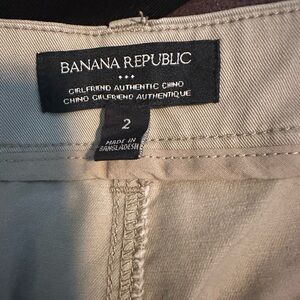 BANANA REPUBLIC
GIRLFRIEND AUTHENTIC CHINO
CHINO GIRLFRIEND AUTHENTIQUE
2
MADE IN
BANGLADESH